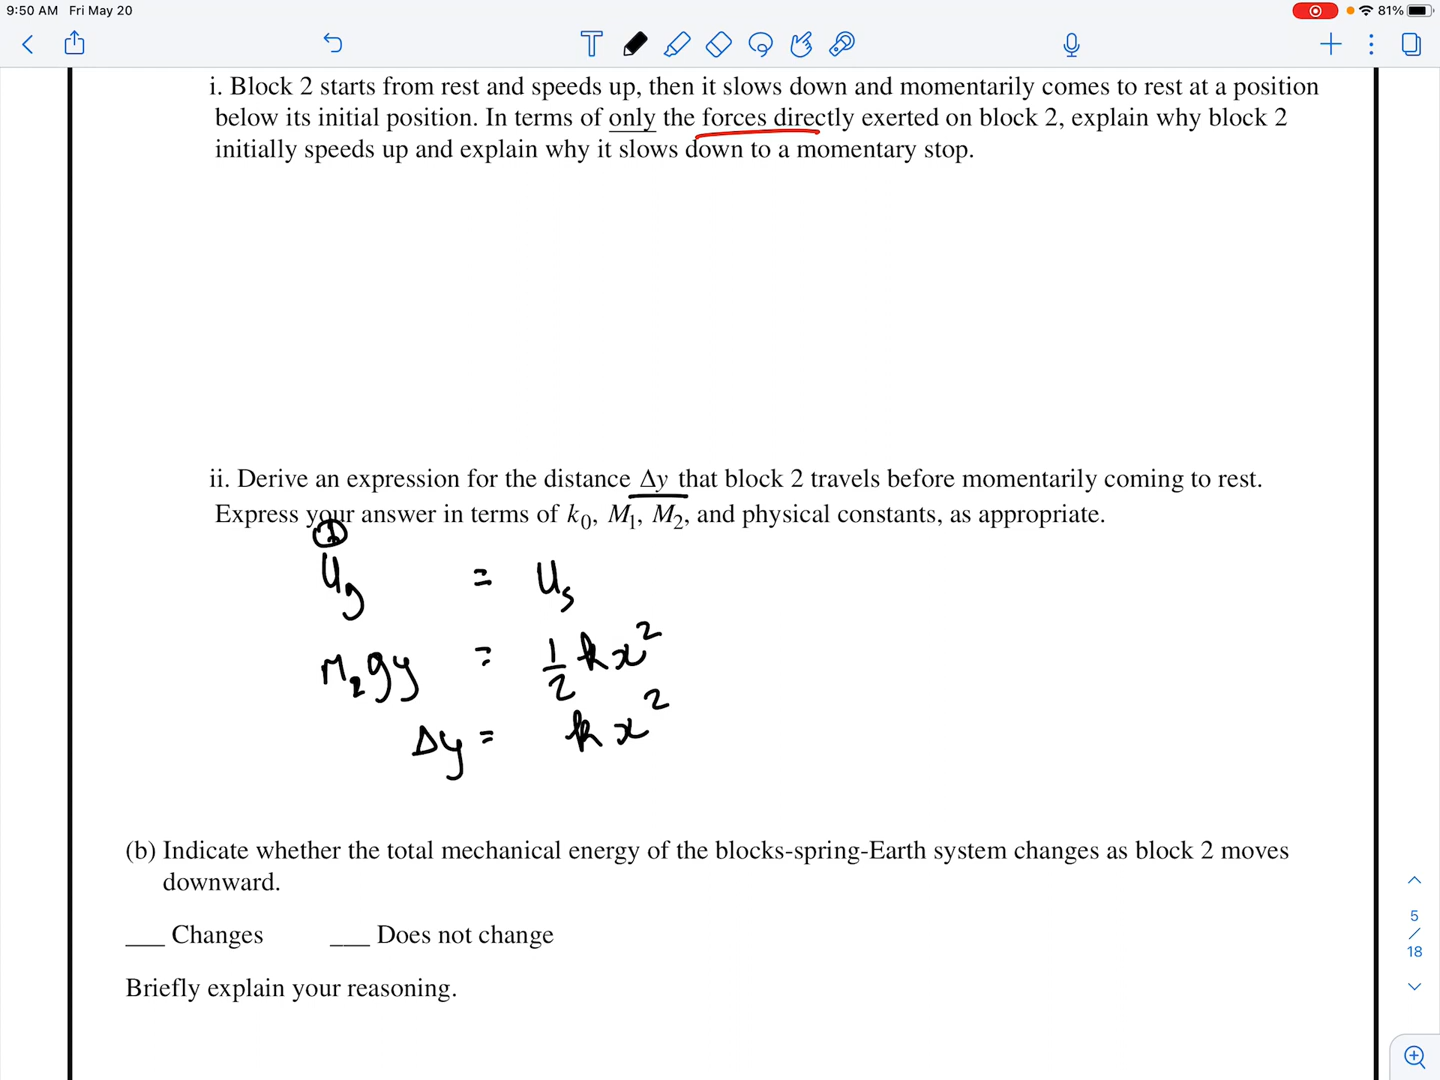 9:50 AM Fri May 20
81%
T
i. Block 2 starts from rest and speeds up, then it slows down and momentarily comes to rest at a position
below its initial position. In terms of only the forces directly exerted on block 2, explain why block 2
initially speeds up and explain why it slows down to a momentary stop.
ii. Derive an expression for the distance Δy that block 2 travels before momentarily coming to rest.
Express your answer in terms of k₀, M₁, M₂, and physical constants, as appropriate.
U_g = U_s
M₂gy = 1/2 kx²
Δy = kx²
(b) Indicate whether the total mechanical energy of the blocks-spring-Earth system changes as block 2 moves
downward.
___ Changes ___ Does not change
Briefly explain your reasoning.
5
/
18